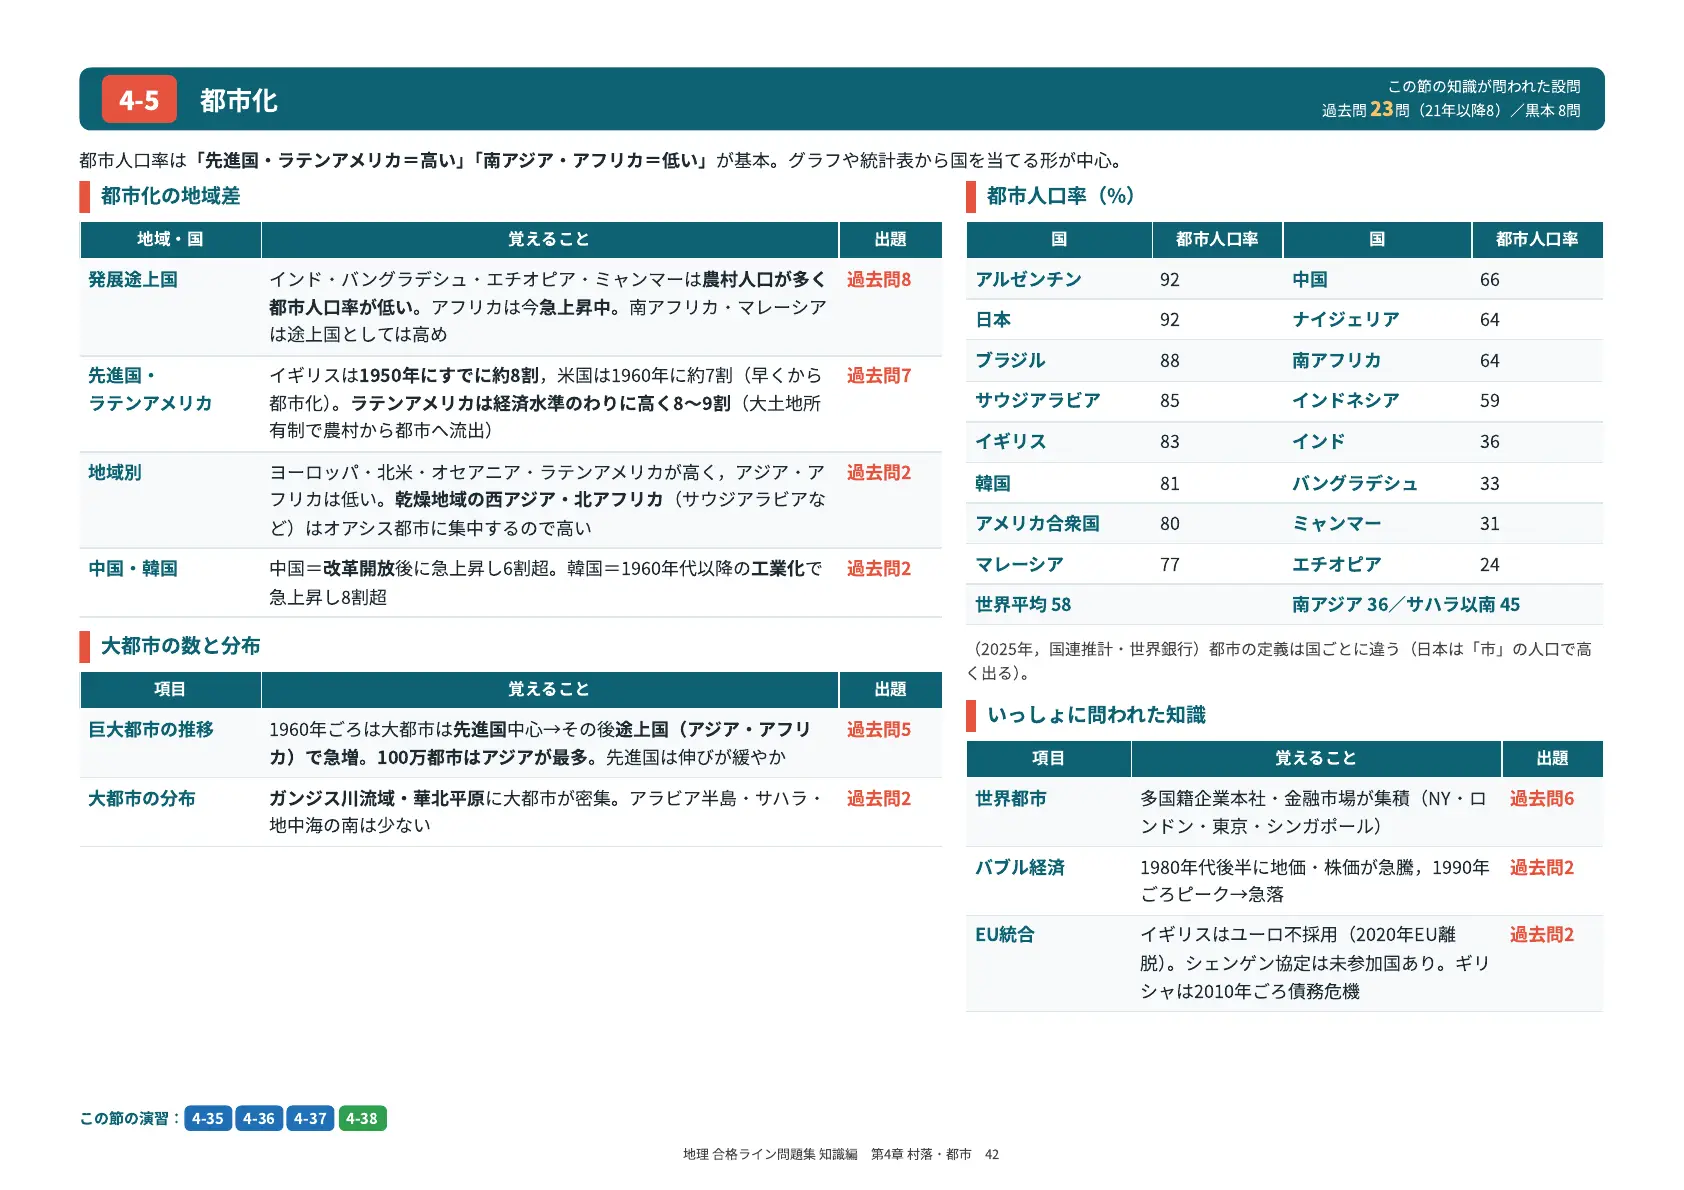 4-5 都市化
この節の知識が問われた設問
過去問 23問（21年以降8）／黒本 8問
都市人口率は「先進国・ラテンアメリカ＝高い」「南アジア・アフリカ＝低い」が基本。グラフや統計表から国を当てる形が中心。
都市化の地域差
地域・国 覚えること 出題
発展途上国 インド・バングラデシュ・エチオピア・ミャンマーは農村人口が多く 過去問8
都市人口率が低い。アフリカは今急上昇中。南アフリカ・マレーシア
は途上国としては高め
先進国・ イギリスは1950年にすでに約8割，米国は1960年に約7割（早くから 過去問7
ラテンアメリカ 都市化）。ラテンアメリカは経済水準のわりに高く8〜9割（大土地所
有制で農村から都市へ流出）
地域別 ヨーロッパ・北米・オセアニア・ラテンアメリカが高く，アジア・ア 過去問2
フリカは低い。乾燥地域の西アジア・北アフリカ（サウジアラビアな
ど）はオアシス都市に集中するので高い
中国・韓国 中国＝改革開放後に急上昇し6割超。韓国＝1960年代以降の工業化で 過去問2
急上昇し8割超
大都市の数と分布
項目 覚えること 出題
巨大都市の推移 1960年ごろは大都市は先進国中心→その後途上国（アジア・アフリ 過去問5
カ）で急増。100万都市はアジアが最多。先進国は伸びが緩やか
大都市の分布 ガンジス川流域・華北平原に大都市が密集。アラビア半島・サハラ・ 過去問2
地中海の南は少ない
都市人口率（%）
国 都市人口率 国 都市人口率
アルゼンチン 92 中国 66
日本 92 ナイジェリア 64
ブラジル 88 南アフリカ 64
サウジアラビア 85 インドネシア 59
イギリス 83 インド 36
韓国 81 バングラデシュ 33
アメリカ合衆国 80 ミャンマー 31
マレーシア 77 エチオピア 24
世界平均 58 南アジア 36／サハラ以南 45
（2025年，国連推計・世界銀行）都市の定義は国ごとに違う（日本は「市」の人口で高
く出る）。
いっしょに問われた知識
項目 覚えること 出題
世界都市 多国籍企業本社・金融市場が集積（NY・ロ 過去問6
ンドン・東京・シンガポール）
バブル経済 1980年代後半に地価・株価が急騰，1990年 過去問2
ごろピーク→急落
EU統合 イギリスはユーロ不採用（2020年EU離 過去問2
脱）。シェンゲン協定は未参加国あり。ギリ
シャは2010年ごろ債務危機
この節の演習： 4-35 4-36 4-37 4-38
地理 合格ライン問題集 知識編 第4章 村落・都市 42